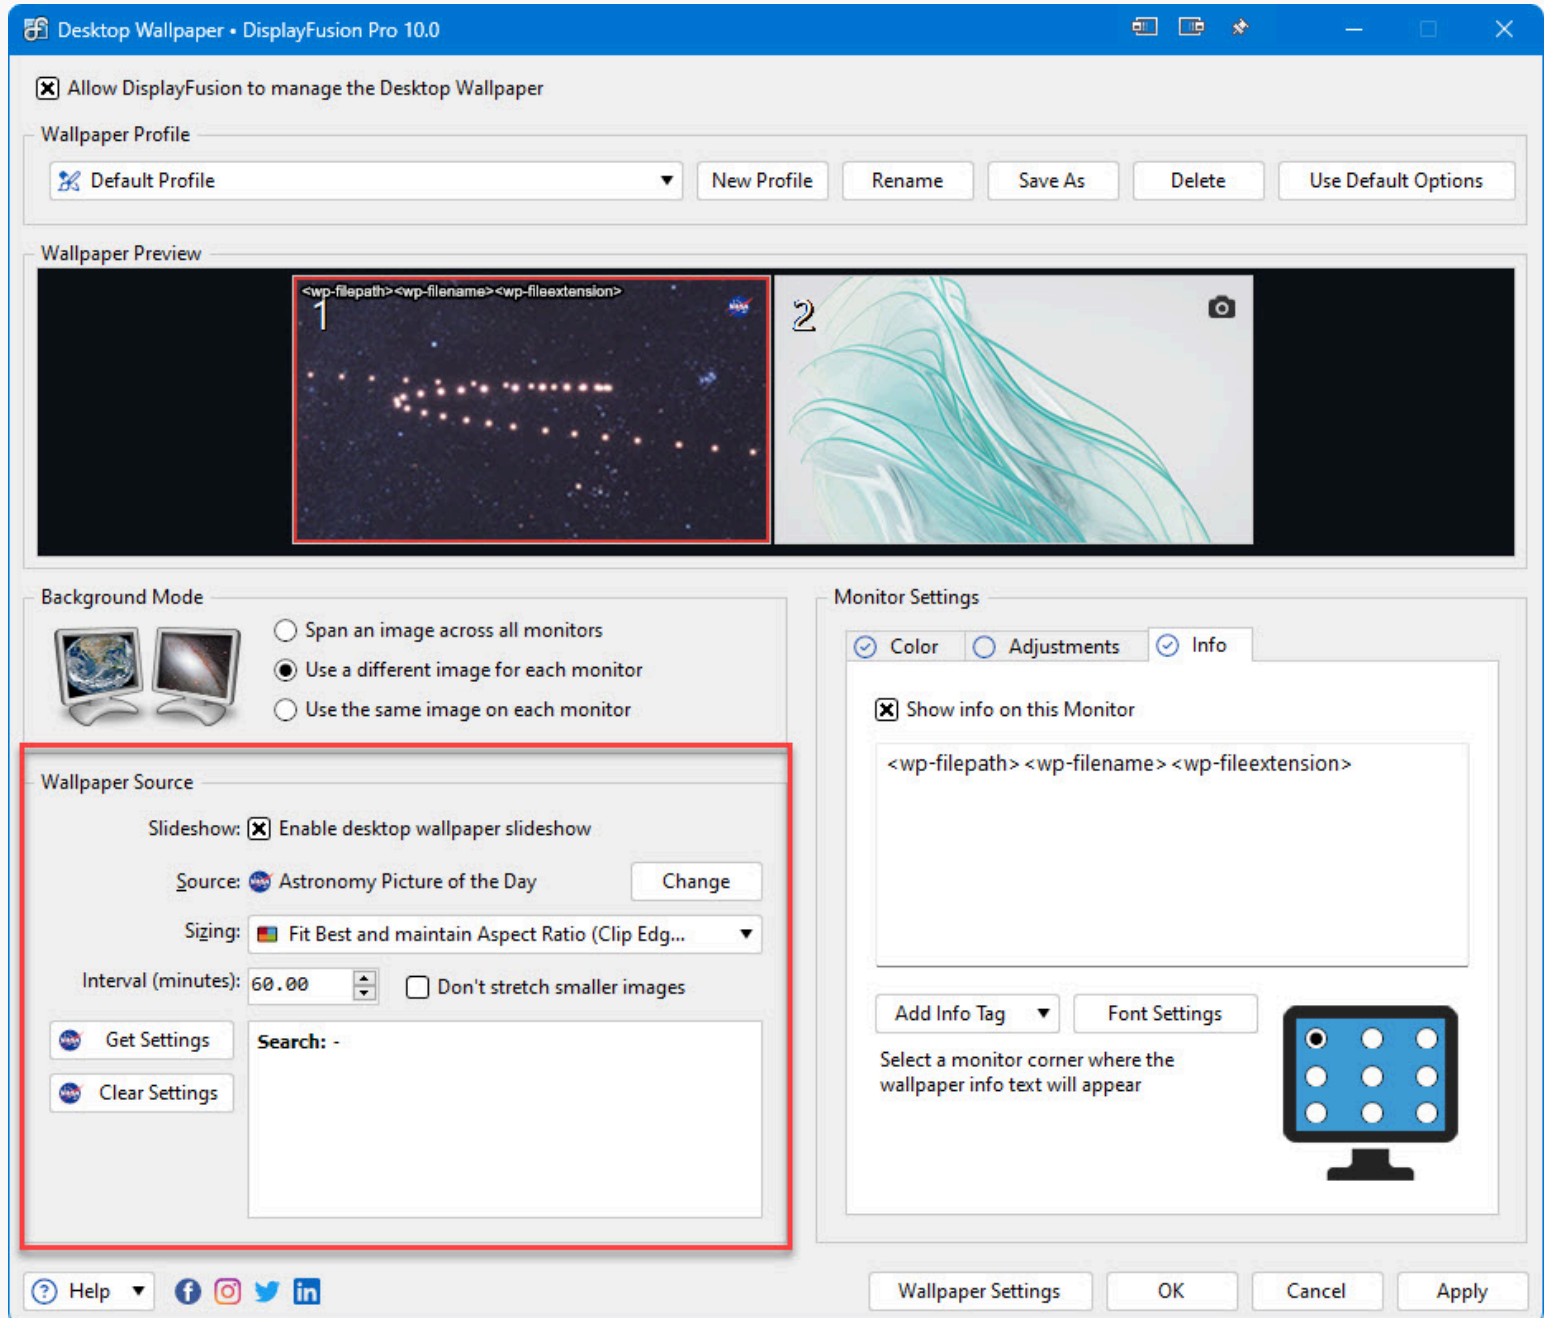 Desktop Wallpaper • DisplayFusion Pro 10.0
Allow DisplayFusion to manage the Desktop Wallpaper
Wallpaper Profile
Default Profile
New Profile
Rename
Save As
Delete
Use Default Options
Wallpaper Preview
<wp-filepath><wp-filename><wp-fileextension>
1
2
Background Mode
Span an image across all monitors
Use a different image for each monitor
Use the same image on each monitor
Wallpaper Source
Slideshow: Enable desktop wallpaper slideshow
Source: Astronomy Picture of the Day
Change
Sizing: Fit Best and maintain Aspect Ratio (Clip Edg...
Interval (minutes): 60.00
Don't stretch smaller images
Get Settings
Clear Settings
Search: -
Monitor Settings
Color
Adjustments
Info
Show info on this Monitor
<wp-filepath><wp-filename><wp-fileextension>
Add Info Tag
Font Settings
Select a monitor corner where the
wallpaper info text will appear
Help
Wallpaper Settings
OK
Cancel
Apply